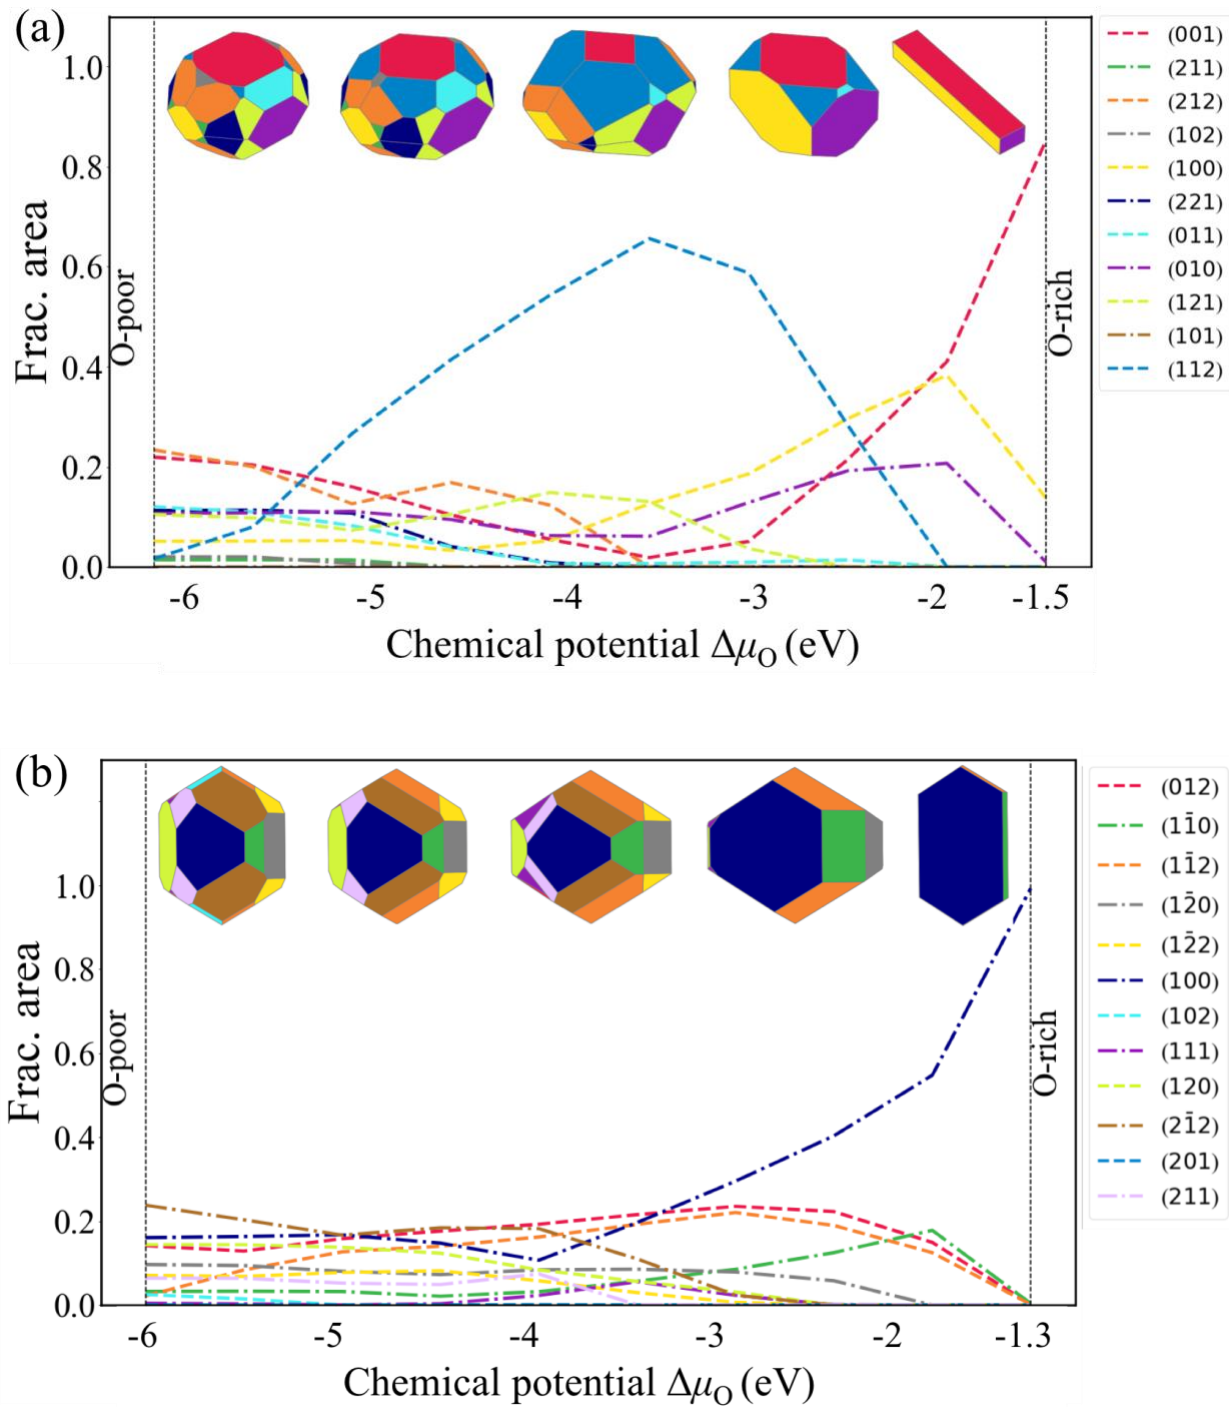 (a)
Frac. area
1.0
0.8
0.6
0.4
0.2
0.0
O-poor
O-rich
-6 -5 -4 -3 -2 -1.5
Chemical potential Δμ_O (eV)
(001)
(211)
(212)
(102)
(100)
(221)
(011)
(010)
(121)
(101)
(112)
(b)
Frac. area
1.0
0.8
0.6
0.4
0.2
0.0
O-poor
O-rich
-6 -5 -4 -3 -2 -1.3
Chemical potential Δμ_O (eV)
(012)
(11̄0)
(11̄2)
(12̄0)
(12̄2)
(100)
(102)
(111)
(120)
(21̄2)
(201)
(211)